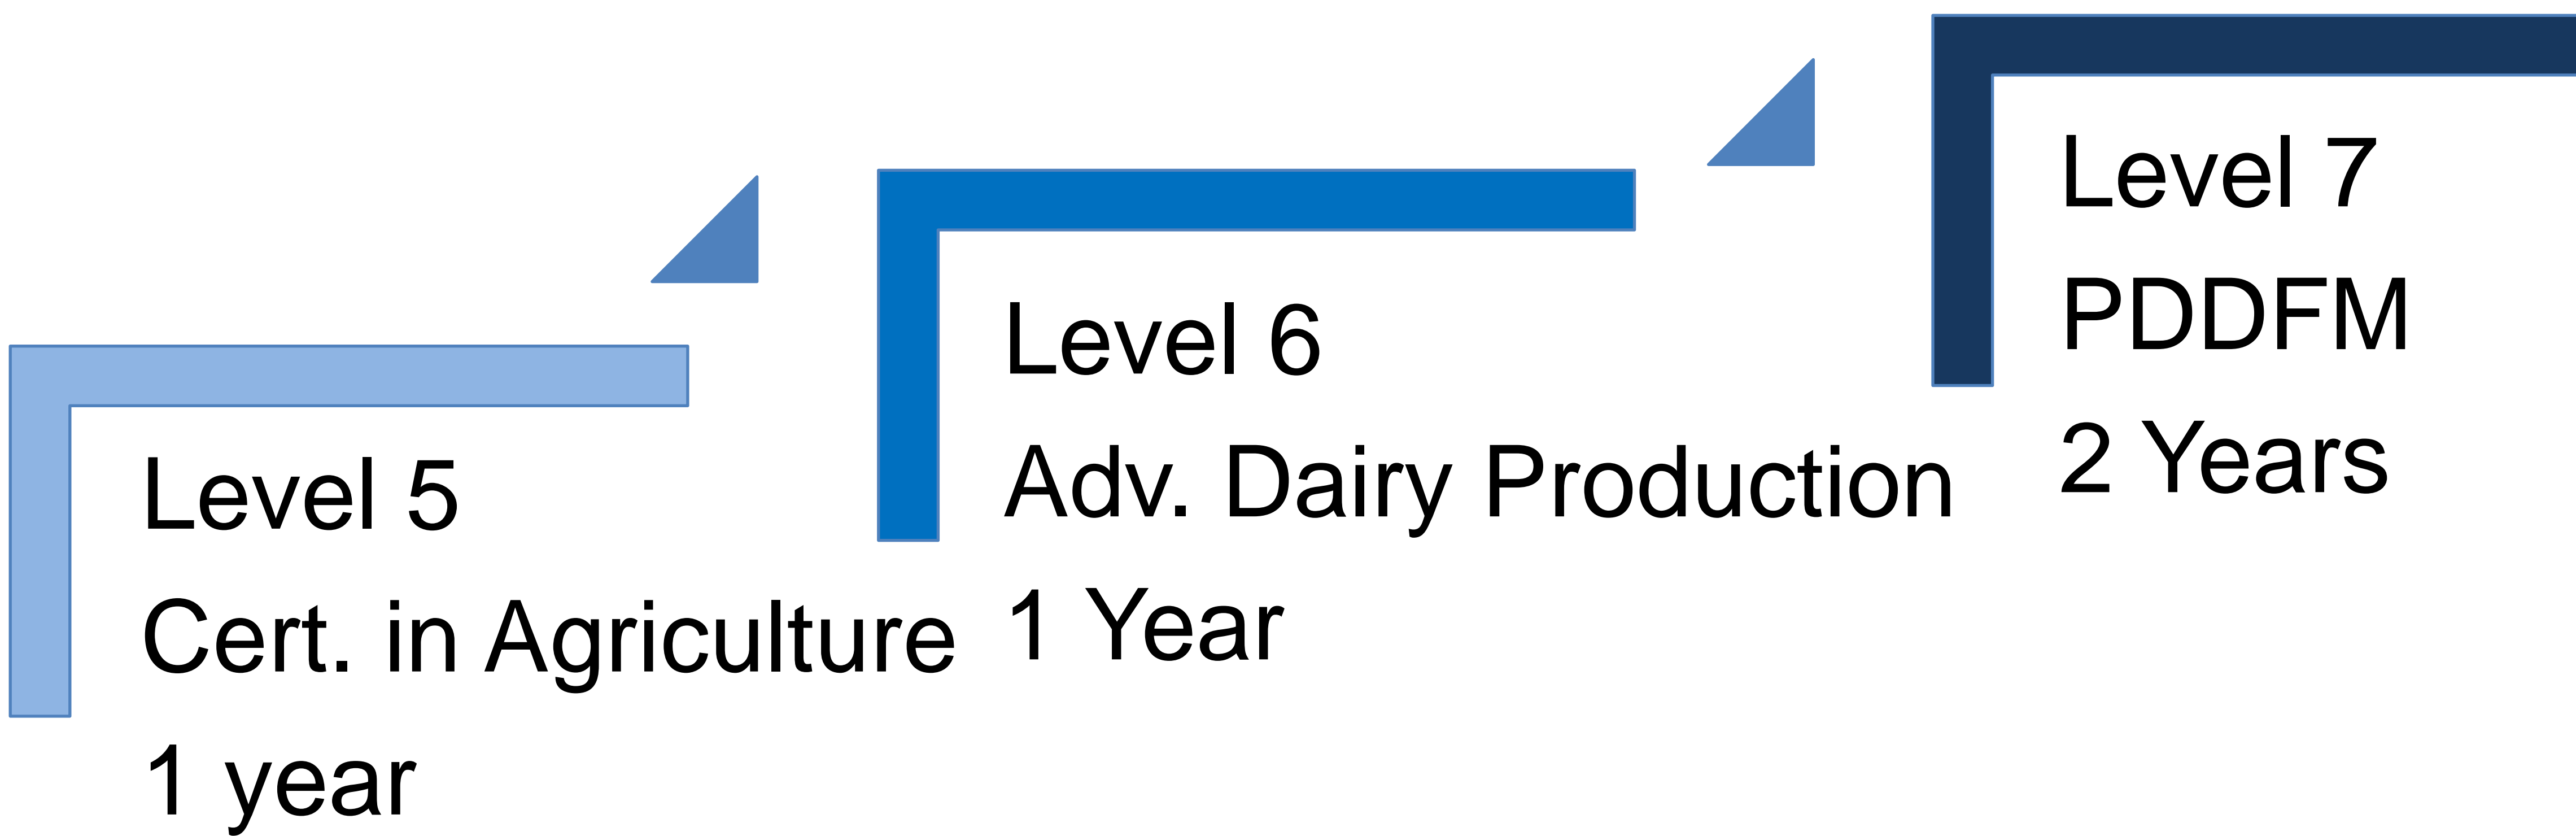 Level 5
Cert. in Agriculture
1 year
Level 6
Adv. Dairy Production
1 Year
Level 7
PDDFM
2 Years